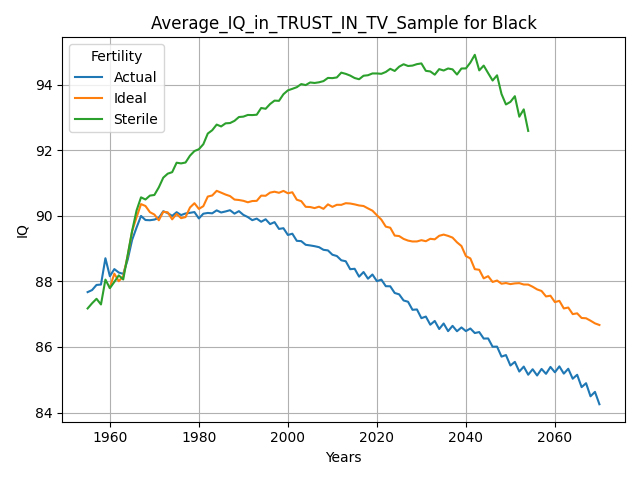 Average_IQ_in_TRUST_IN_TV_Sample for Black
Fertility
Actual
Ideal
Sterile
IQ
94
92
90
88
86
84
1960
1980
2000
2020
2040
2060
Years